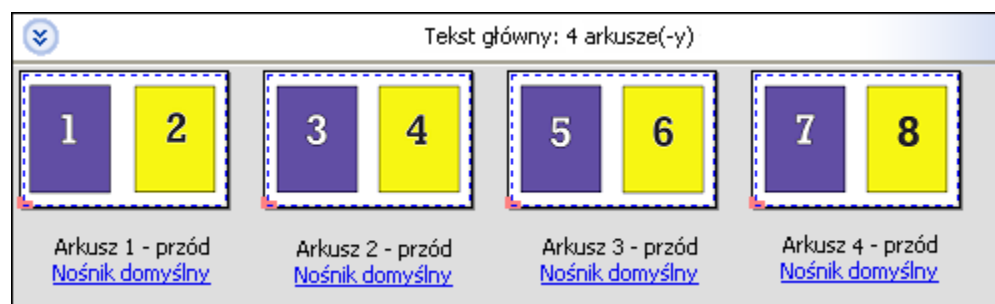 Tekst główny: 4 arkusze(-y)
1 2 3 4 5 6 7 8
Arkusz 1 - przód Arkusz 2 - przód Arkusz 3 - przód Arkusz 4 - przód
Nośnik domyślny Nośnik domyślny Nośnik domyślny Nośnik domyślny